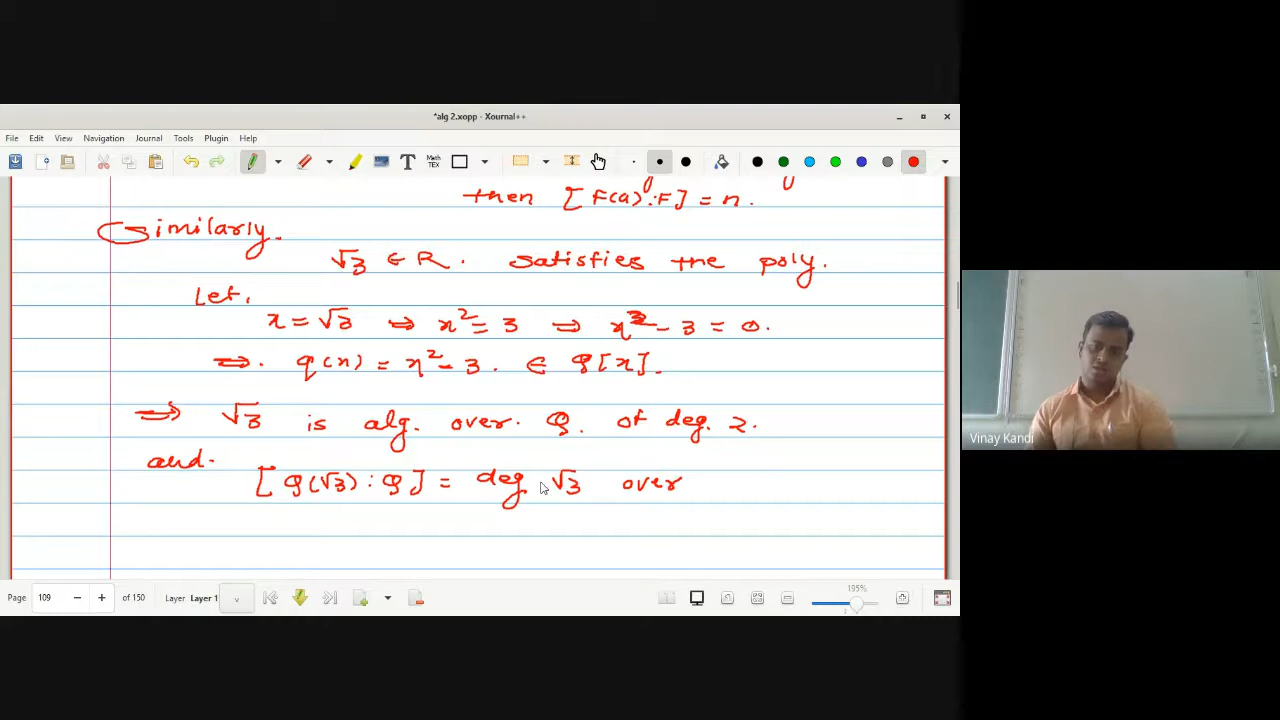 *alg 2.xopp - Xournal++
File Edit View Navigation Journal Tools Plugin Help
then [F(a):F] = n.
Similarly.
√3 ∈ R. satisfies the poly.
Let,
x = √3 ⇒ x² = 3 ⇒ x² - 3 = 0.
⇒. q(x) = x² - 3. ∈ Q[x].
⇒ √3 is alg. over. Q. of deg. 2.
and.
[Q(√3):Q] = deg √3 over
Vinay Kandi
Page 109 of 150 Layer Layer 1 195%